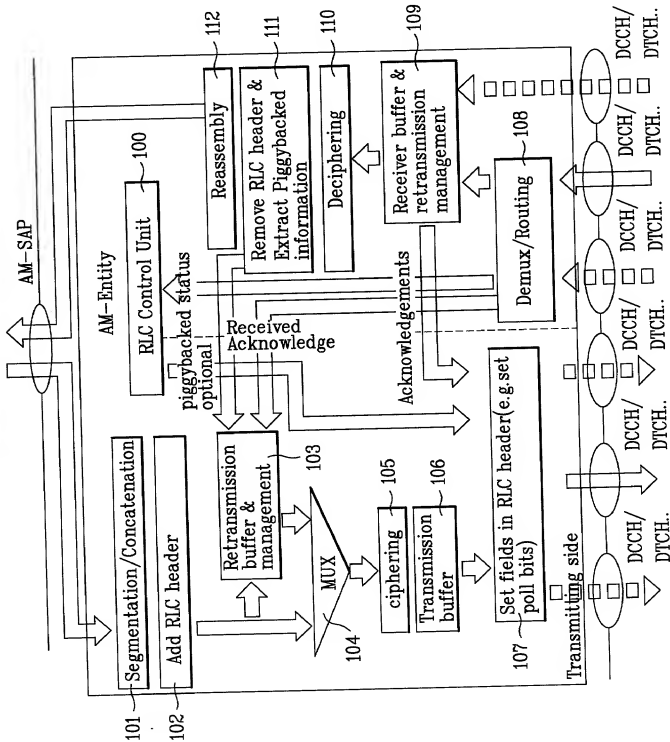 AM-SAP
AM-Entity
101
Segmentation/Concatenation
102
Add RLC header
RLC Control Unit
100
Reassembly
112
Remove RLC header &
Extract Piggybacked
information
111
piggybacked status
optional
Received
Acknowledge
Retransmission
buffer &
management
103
MUX
104
Deciphering
110
ciphering
105
Transmission
buffer
106
Acknowledgements
Receiver buffer &
retransmission
management
109
Set fields in RLC header(e.g.set
poll bits)
107
Demux/Routing
108
Transmitting side
DCCH/
DTCH..
DCCH/
DTCH..
DCCH/
DTCH..
DCCH/
DTCH..
DCCH/
DTCH..
DCCH/
DTCH..